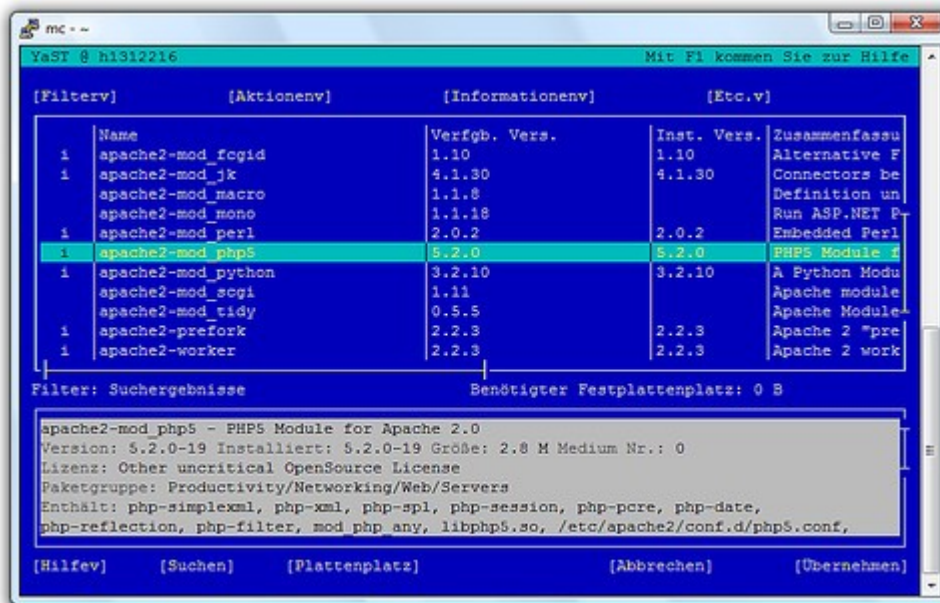 mc - ~
YaST @ h1312216 Mit F1 kommen Sie zur Hilfe
[Filterv] [Aktionenv] [Informationenv] [Etc.v]
Name Verfgb. Vers. Inst. Vers. Zusammenfassu
i apache2-mod_fcgid 1.10 1.10 Alternative F
i apache2-mod_jk 4.1.30 4.1.30 Connectors be
apache2-mod_macro 1.1.8 Definition un
apache2-mod_mono 1.1.18 Run ASP.NET P
i apache2-mod_perl 2.0.2 2.0.2 Embedded Perl
i apache2-mod_php5 5.2.0 5.2.0 PHP5 Module f
i apache2-mod_python 3.2.10 3.2.10 A Python Modu
apache2-mod_scgi 1.11 Apache module
apache2-mod_tidy 0.5.5 Apache Module
i apache2-prefork 2.2.3 2.2.3 Apache 2 "pre
i apache2-worker 2.2.3 2.2.3 Apache 2 work
Filter: Suchergebnisse Benötigter Festplattenplatz: 0 B
apache2-mod_php5 - PHP5 Module for Apache 2.0
Version: 5.2.0-19 Installiert: 5.2.0-19 Größe: 2.8 M Medium Nr.: 0
Lizenz: Other uncritical OpenSource License
Paketgruppe: Productivity/Networking/Web/Servers
Enthält: php-simplexml, php-xml, php-spl, php-session, php-pcre, php-date,
php-reflection, php-filter, mod_php_any, libphp5.so, /etc/apache2/conf.d/php5.conf,
[Hilfev] [Suchen] [Plattenplatz] [Abbrechen] [Übernehmen]